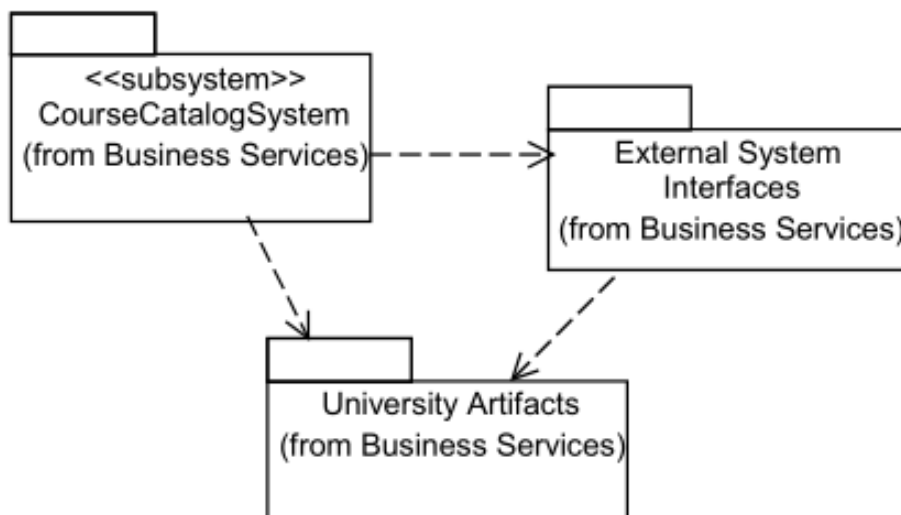 <<subsystem>>
CourseCatalogSystem
(from Business Services)
External System
Interfaces
(from Business Services)
University Artifacts
(from Business Services)